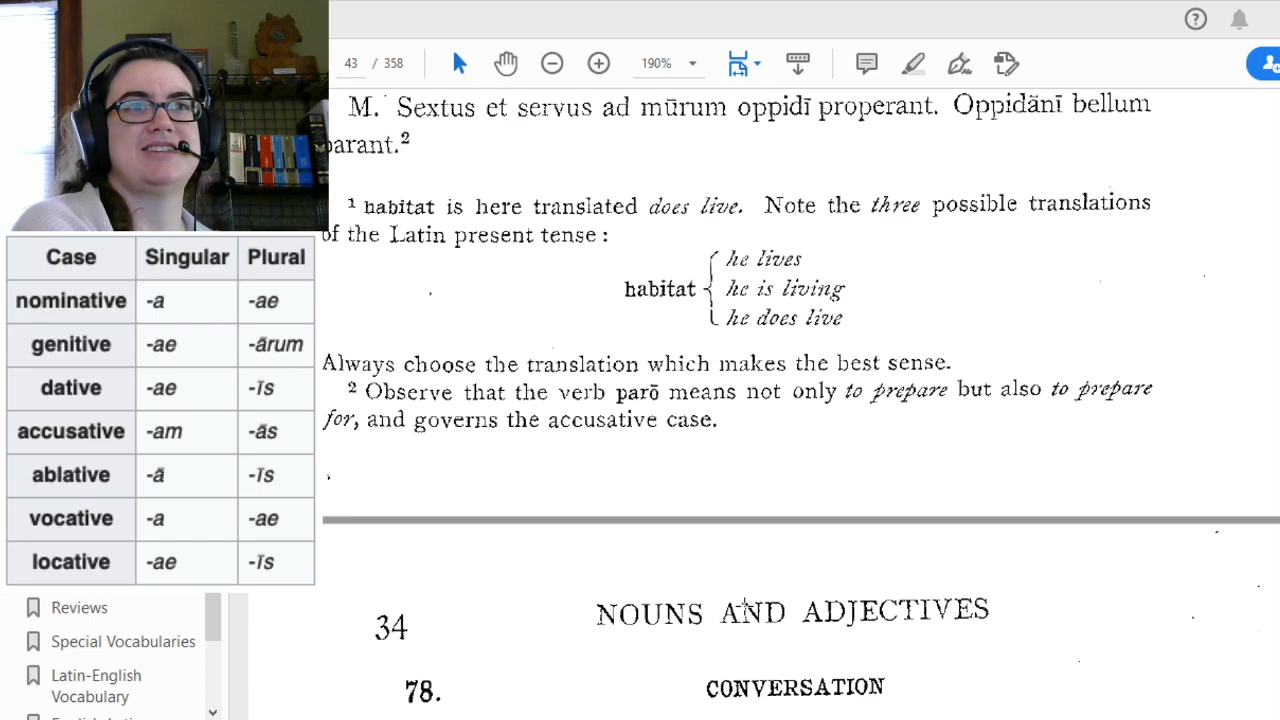 43 / 358
190%
M. Sextus et servus ad mūrum oppidī properant. Oppidānī bellum
parant.²
¹ habitat is here translated does live. Note the three possible translations
of the Latin present tense :
habitat
he lives
he is living
he does live
Always choose the translation which makes the best sense.
² Observe that the verb parō means not only to prepare but also to prepare
for, and governs the accusative case.
34 NOUNS AND ADJECTIVES
78. CONVERSATION
Case Singular Plural
nominative -a -ae
genitive -ae -ārum
dative -ae -īs
accusative -am -ās
ablative -ā -īs
vocative -a -ae
locative -ae -īs
Reviews
Special Vocabularies
Latin-English
Vocabulary